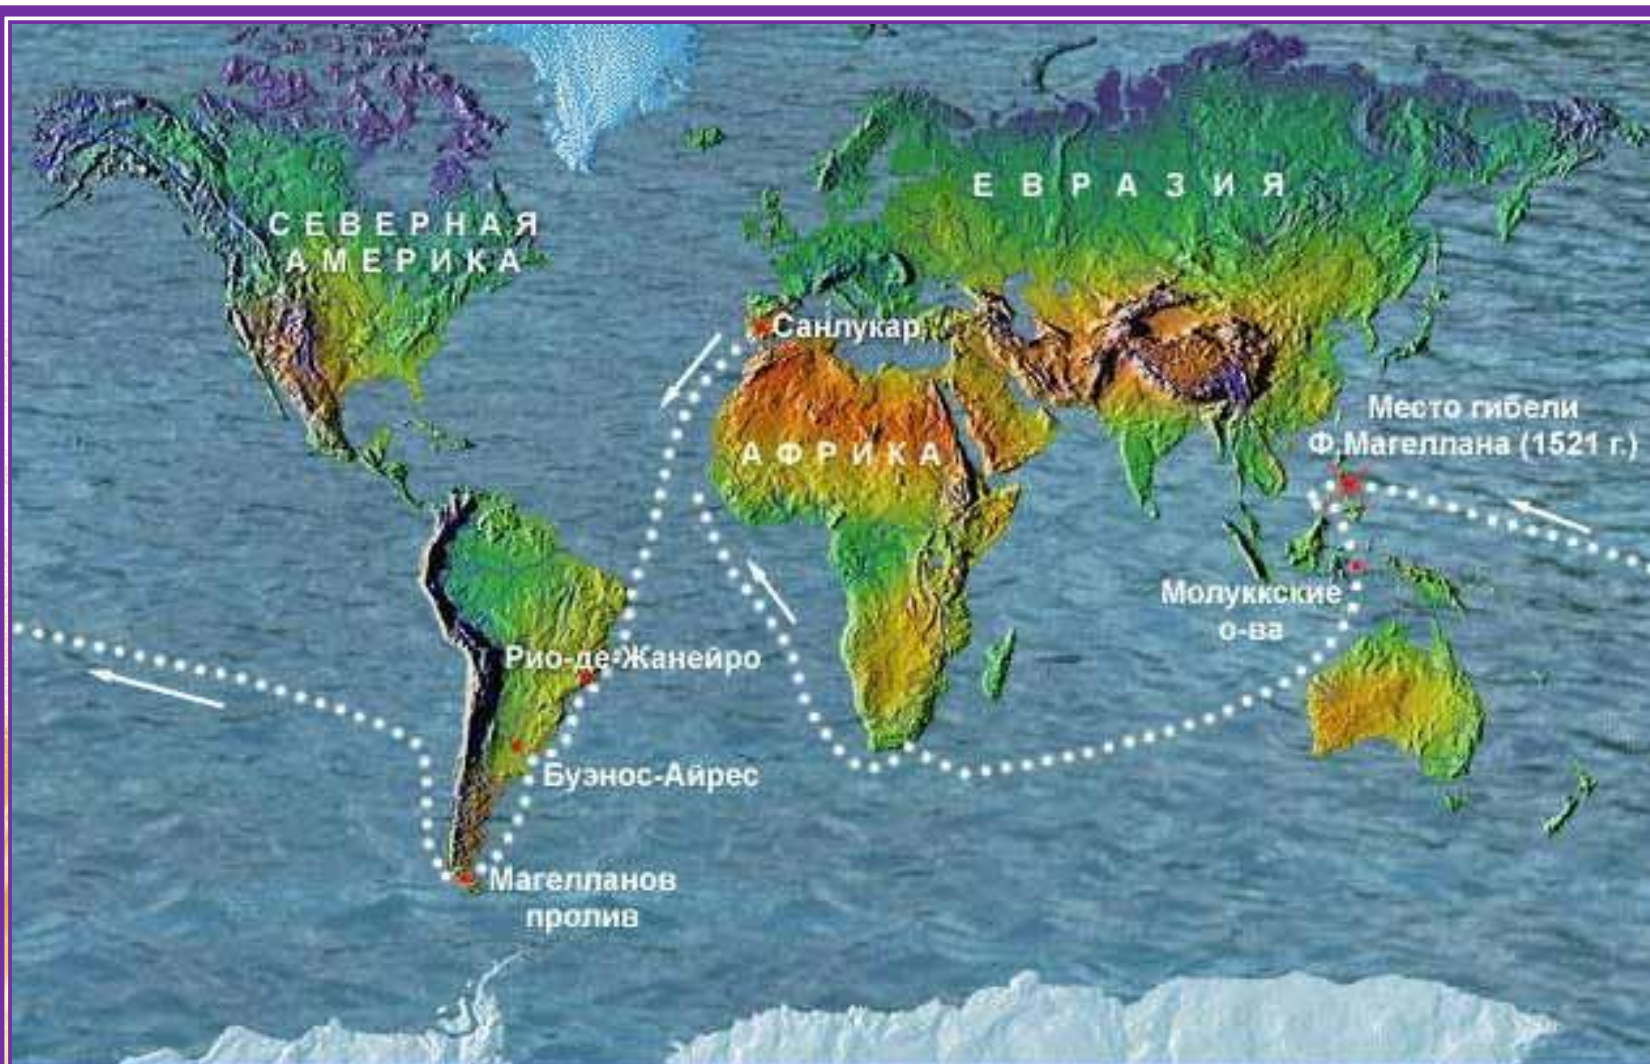 ЕВРАЗИЯ
СЕВЕРНАЯ
АМЕРИКА
Санлукар
Место гибели
Ф.Магеллана (1521 г.)
АФРИКА
Молуккские
о-ва
Рио-де-Жанейро
Буэнос-Айрес
Магелланов
пролив